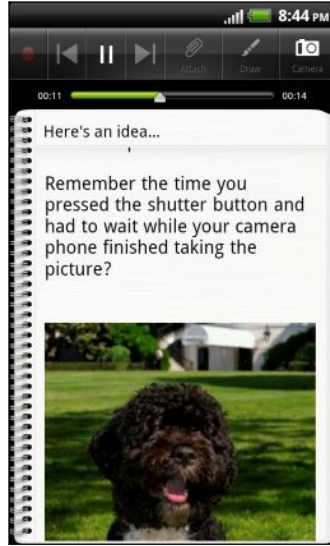 8:44 PM
Attach
Draw
Camera
00:11
00:14
Here's an idea...
Remember the time you
pressed the shutter button and
had to wait while your camera
phone finished taking the
picture?